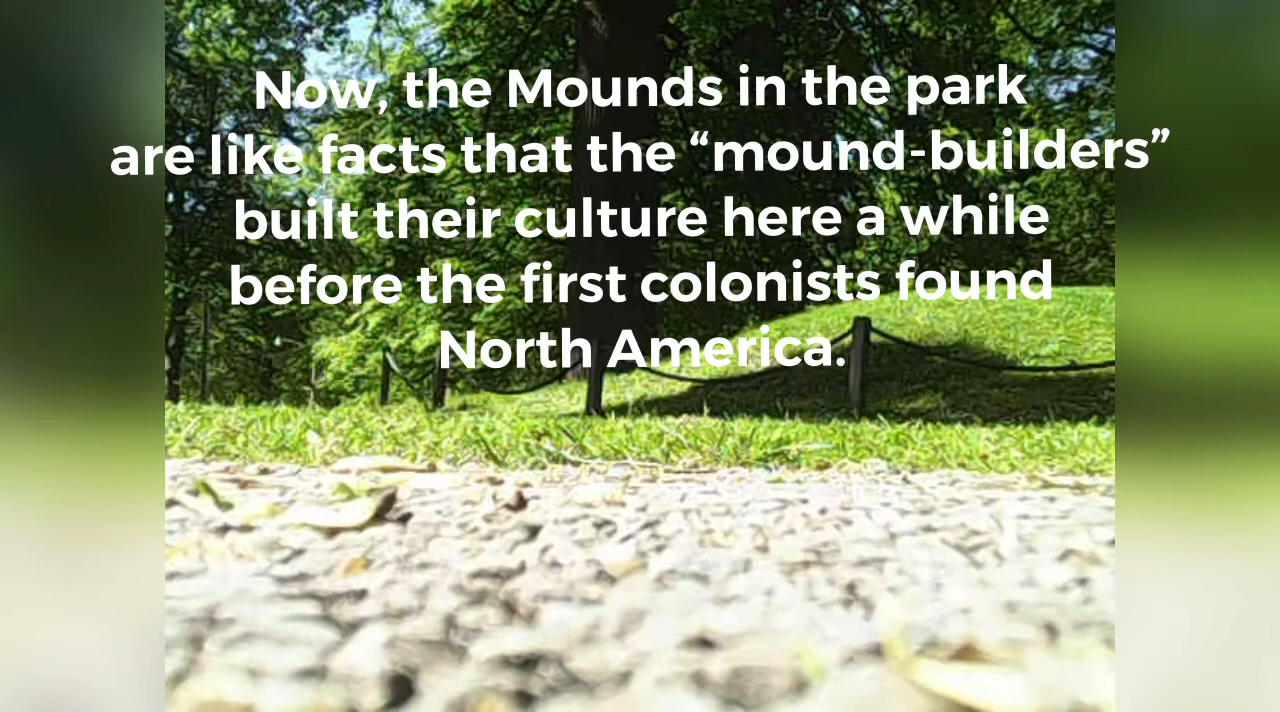 Now, the Mounds in the park
are like facts that the “mound-builders”
built their culture here a while
before the first colonists found
North America.